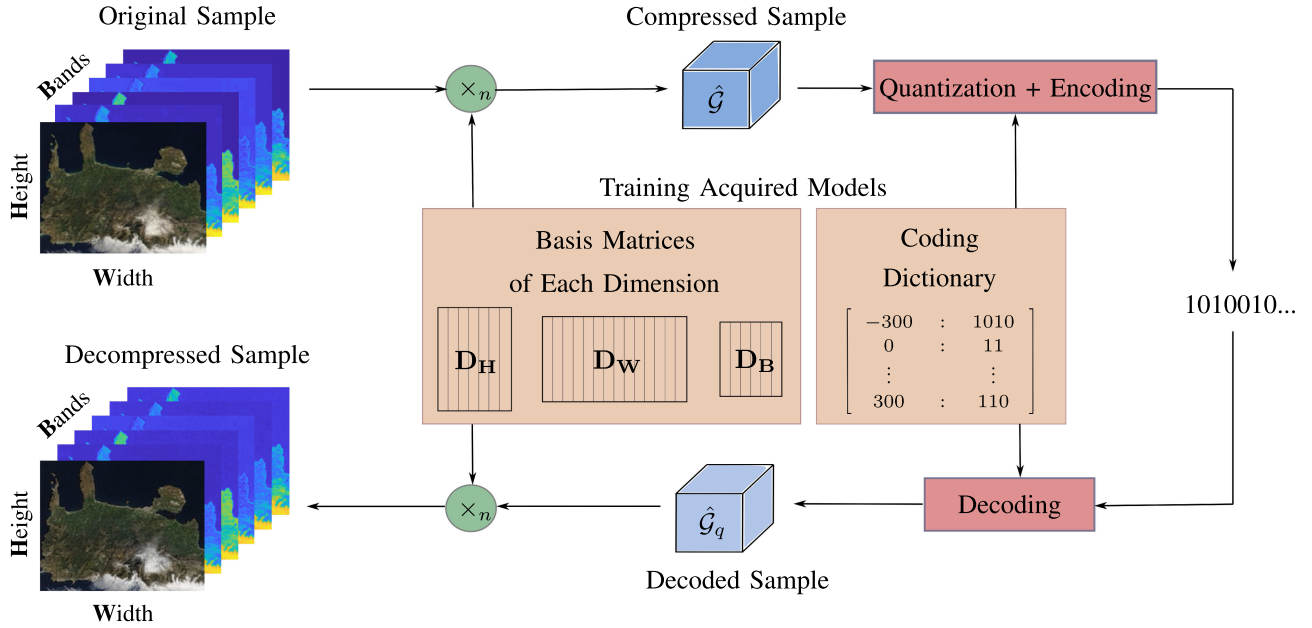 Original Sample
Compressed Sample
Bands
Height
Width
×n
𝒢̂
Quantization + Encoding
Training Acquired Models
Basis Matrices
of Each Dimension
D_H
D_W
D_B
Coding
Dictionary
−300 : 1010
0 : 11
⋮ ⋮
300 : 110
1010010...
Decompressed Sample
Bands
Height
Width
×n
𝒢̂q
Decoding
Decoded Sample